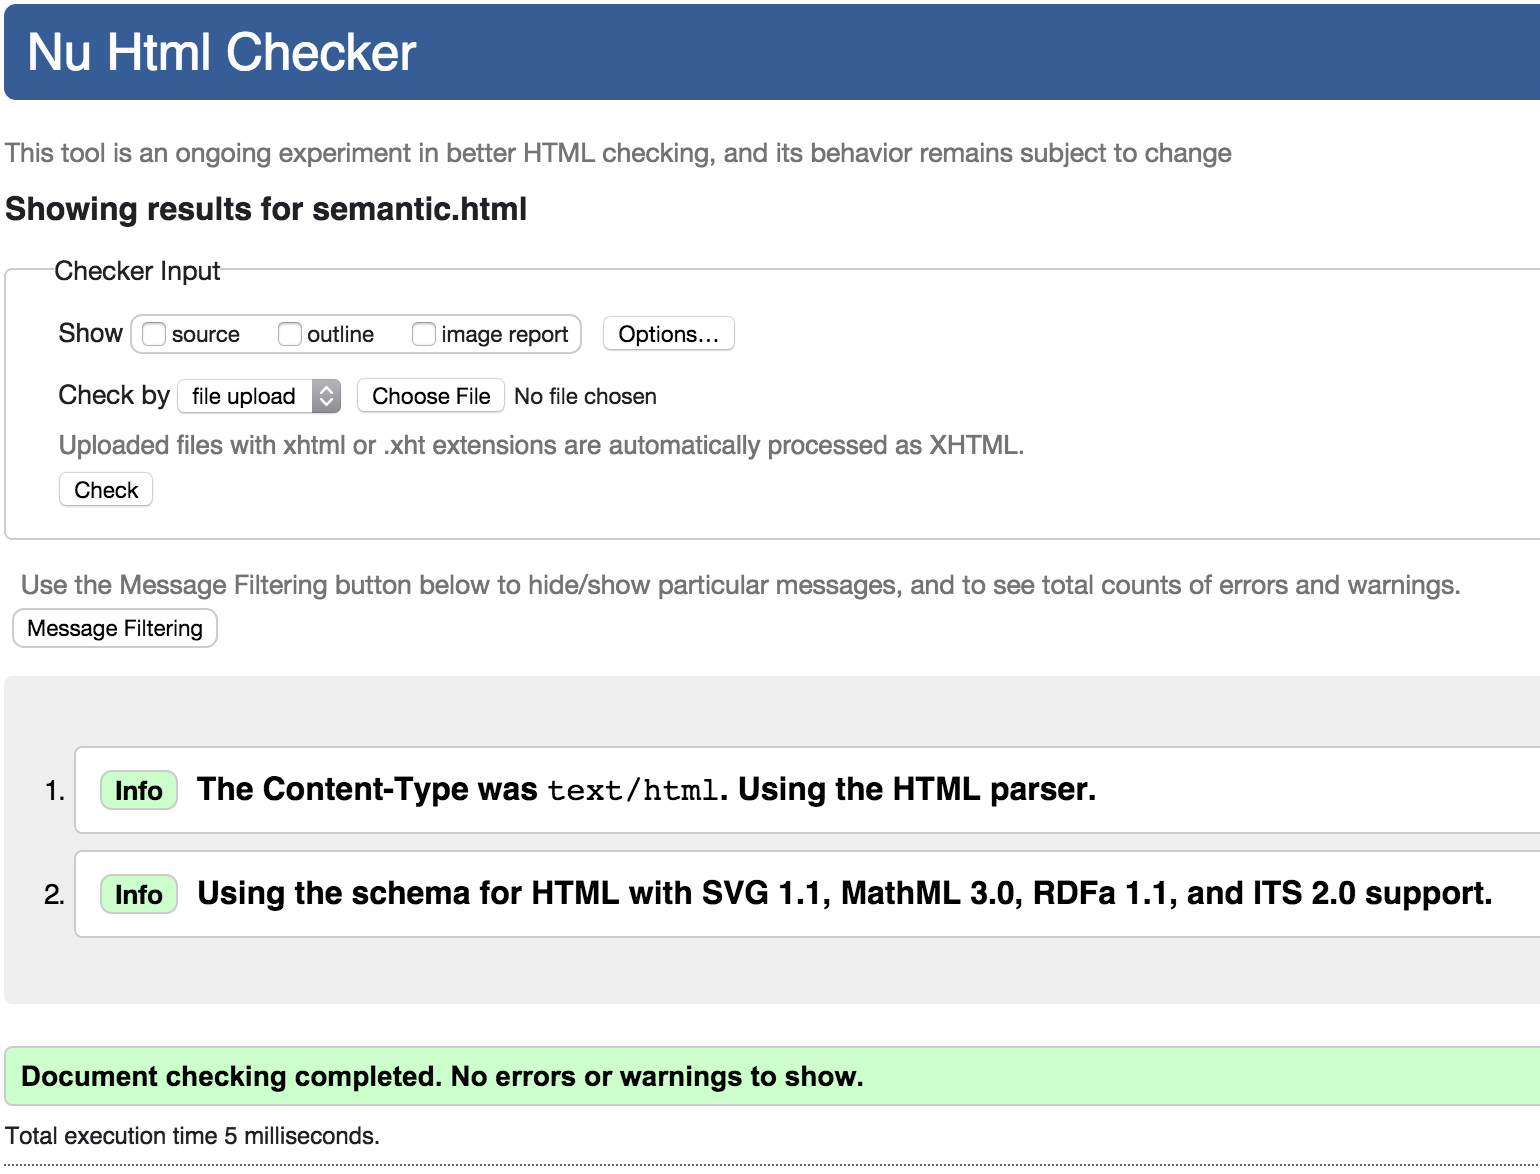 Nu Html Checker
This tool is an ongoing experiment in better HTML checking, and its behavior remains subject to change
Showing results for semantic.html
Checker Input
Show source outline image report Options...
Check by file upload Choose File No file chosen
Uploaded files with xhtml or .xht extensions are automatically processed as XHTML.
Check
Use the Message Filtering button below to hide/show particular messages, and to see total counts of errors and warnings.
Message Filtering
1. Info The Content-Type was text/html. Using the HTML parser.
2. Info Using the schema for HTML with SVG 1.1, MathML 3.0, RDFa 1.1, and ITS 2.0 support.
Document checking completed. No errors or warnings to show.
Total execution time 5 milliseconds.